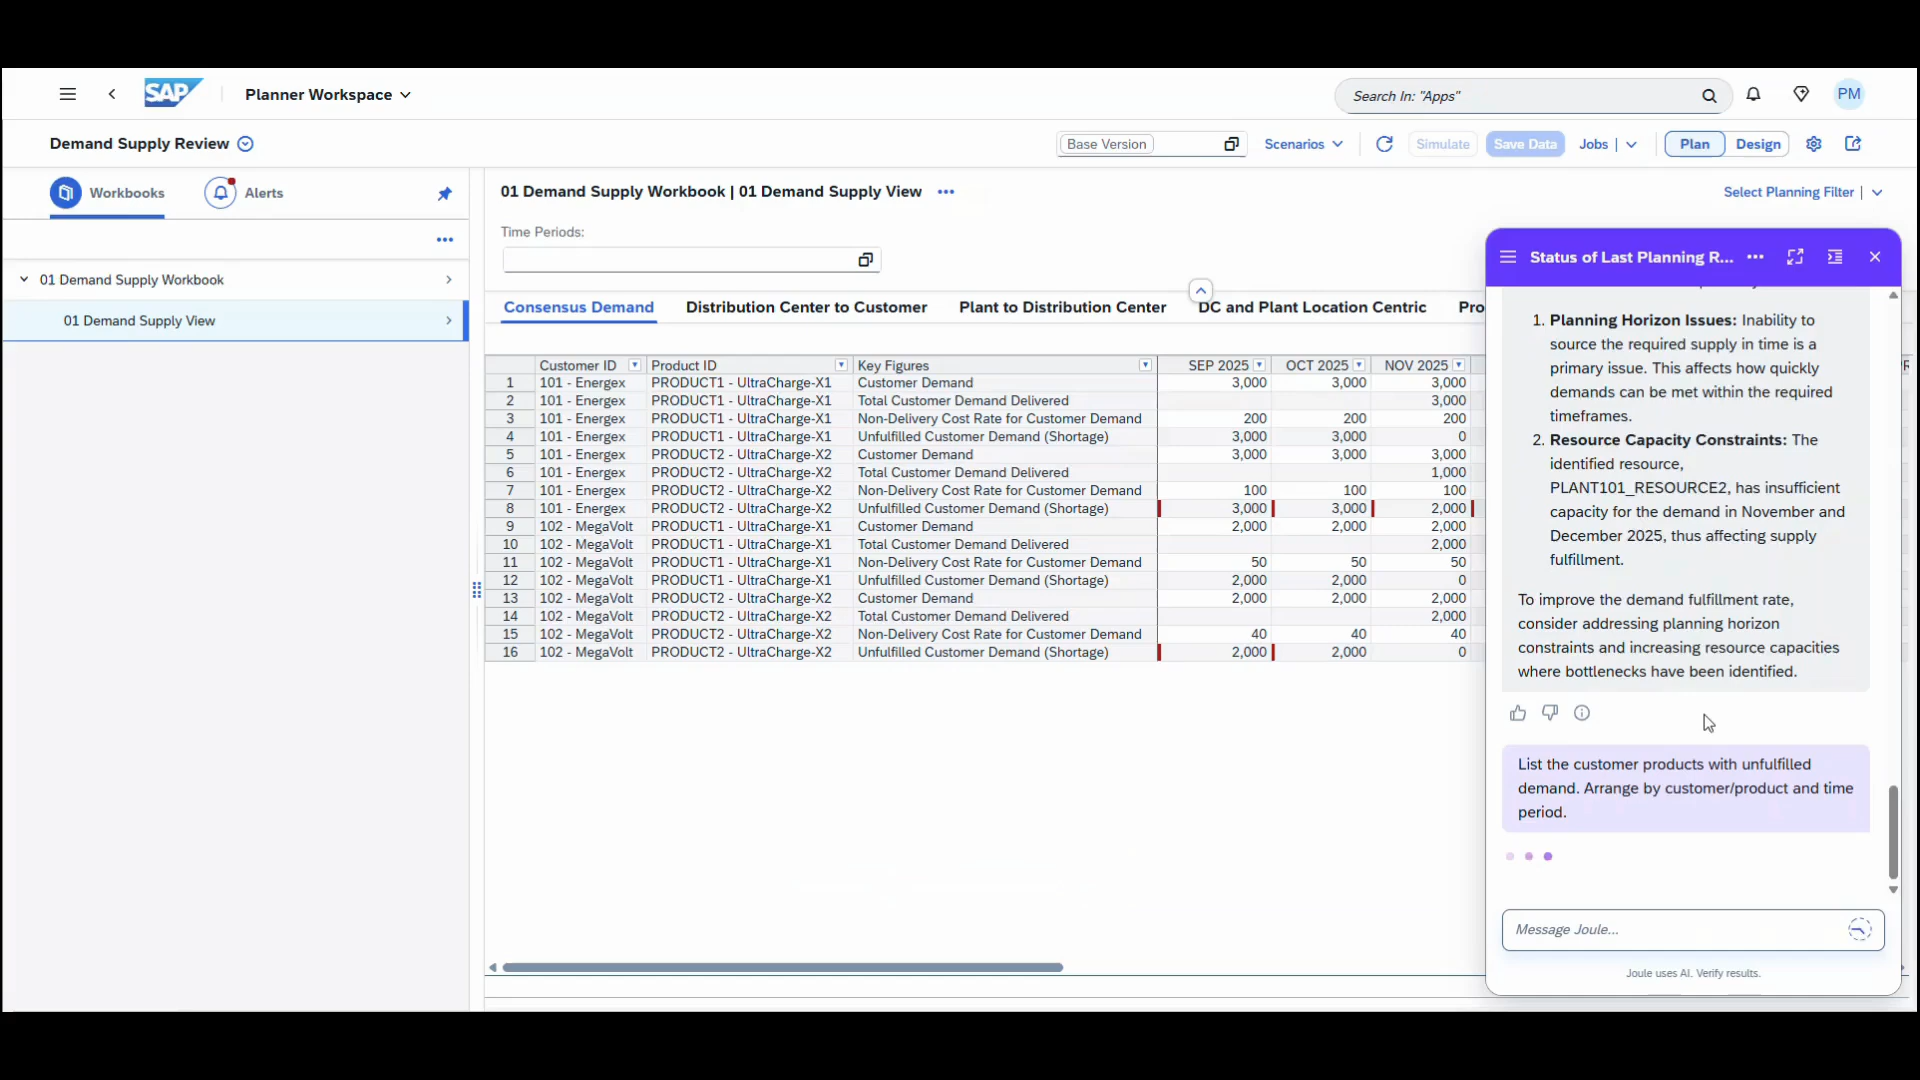 SAP
Planner Workspace
Search In: "Apps"
PM
Demand Supply Review
Base Version
Scenarios
Simulate
Save Data
Jobs
Plan
Design
Workbooks
Alerts
01 Demand Supply Workbook
01 Demand Supply View
01 Demand Supply Workbook | 01 Demand Supply View
Select Planning Filter
Time Periods:
Consensus Demand Distribution Center to Customer Plant to Distribution Center DC and Plant Location Centric Pro
Customer ID Product ID Key Figures SEP 2025 OCT 2025 NOV 2025
1 101 - Energex PRODUCT1 - UltraCharge-X1 Customer Demand 3,000 3,000 3,000
2 101 - Energex PRODUCT1 - UltraCharge-X1 Total Customer Demand Delivered 3,000
3 101 - Energex PRODUCT1 - UltraCharge-X1 Non-Delivery Cost Rate for Customer Demand 200 200 200
4 101 - Energex PRODUCT1 - UltraCharge-X1 Unfulfilled Customer Demand (Shortage) 3,000 3,000 0
5 101 - Energex PRODUCT2 - UltraCharge-X2 Customer Demand 3,000 3,000 3,000
6 101 - Energex PRODUCT2 - UltraCharge-X2 Total Customer Demand Delivered 1,000
7 101 - Energex PRODUCT2 - UltraCharge-X2 Non-Delivery Cost Rate for Customer Demand 100 100 100
8 101 - Energex PRODUCT2 - UltraCharge-X2 Unfulfilled Customer Demand (Shortage) 3,000 3,000 2,000
9 102 - MegaVolt PRODUCT1 - UltraCharge-X1 Customer Demand 2,000 2,000 2,000
10 102 - MegaVolt PRODUCT1 - UltraCharge-X1 Total Customer Demand Delivered 2,000
11 102 - MegaVolt PRODUCT1 - UltraCharge-X1 Non-Delivery Cost Rate for Customer Demand 50 50 50
12 102 - MegaVolt PRODUCT1 - UltraCharge-X1 Unfulfilled Customer Demand (Shortage) 2,000 2,000 0
13 102 - MegaVolt PRODUCT2 - UltraCharge-X2 Customer Demand 2,000 2,000 2,000
14 102 - MegaVolt PRODUCT2 - UltraCharge-X2 Total Customer Demand Delivered 2,000
15 102 - MegaVolt PRODUCT2 - UltraCharge-X2 Non-Delivery Cost Rate for Customer Demand 40 40 40
16 102 - MegaVolt PRODUCT2 - UltraCharge-X2 Unfulfilled Customer Demand (Shortage) 2,000 2,000 0
Status of Last Planning R...
1. Planning Horizon Issues: Inability to
source the required supply in time is a
primary issue. This affects how quickly
demands can be met within the required
timeframes.
2. Resource Capacity Constraints: The
identified resource,
PLANT101_RESOURCE2, has insufficient
capacity for the demand in November and
December 2025, thus affecting supply
fulfillment.
To improve the demand fulfillment rate,
consider addressing planning horizon
constraints and increasing resource capacities
where bottlenecks have been identified.
List the customer products with unfulfilled
demand. Arrange by customer/product and time
period.
Message Joule...
Joule uses AI. Verify results.